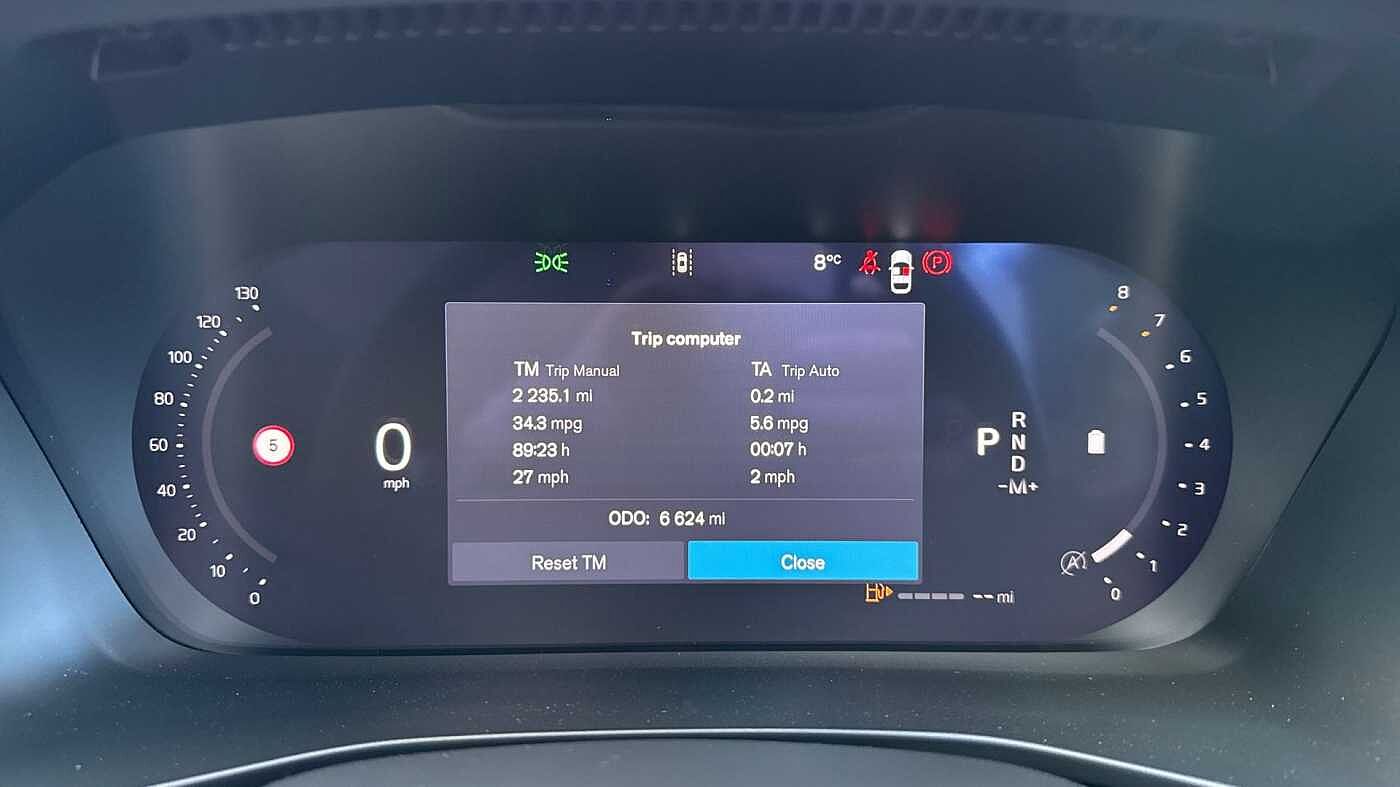 8°C
P
130
120
100
80
60
40
20
10
0
5
0
mph
Trip computer
TM Trip Manual
2 235.1 mi
34.3 mpg
89:23 h
27 mph
TA Trip Auto
0.2 mi
5.6 mpg
00:07 h
2 mph
ODO: 6 624 mi
Reset TM
Close
P
R
N
D
-M+
-- mi
A
8
7
6
5
4
3
2
1
0